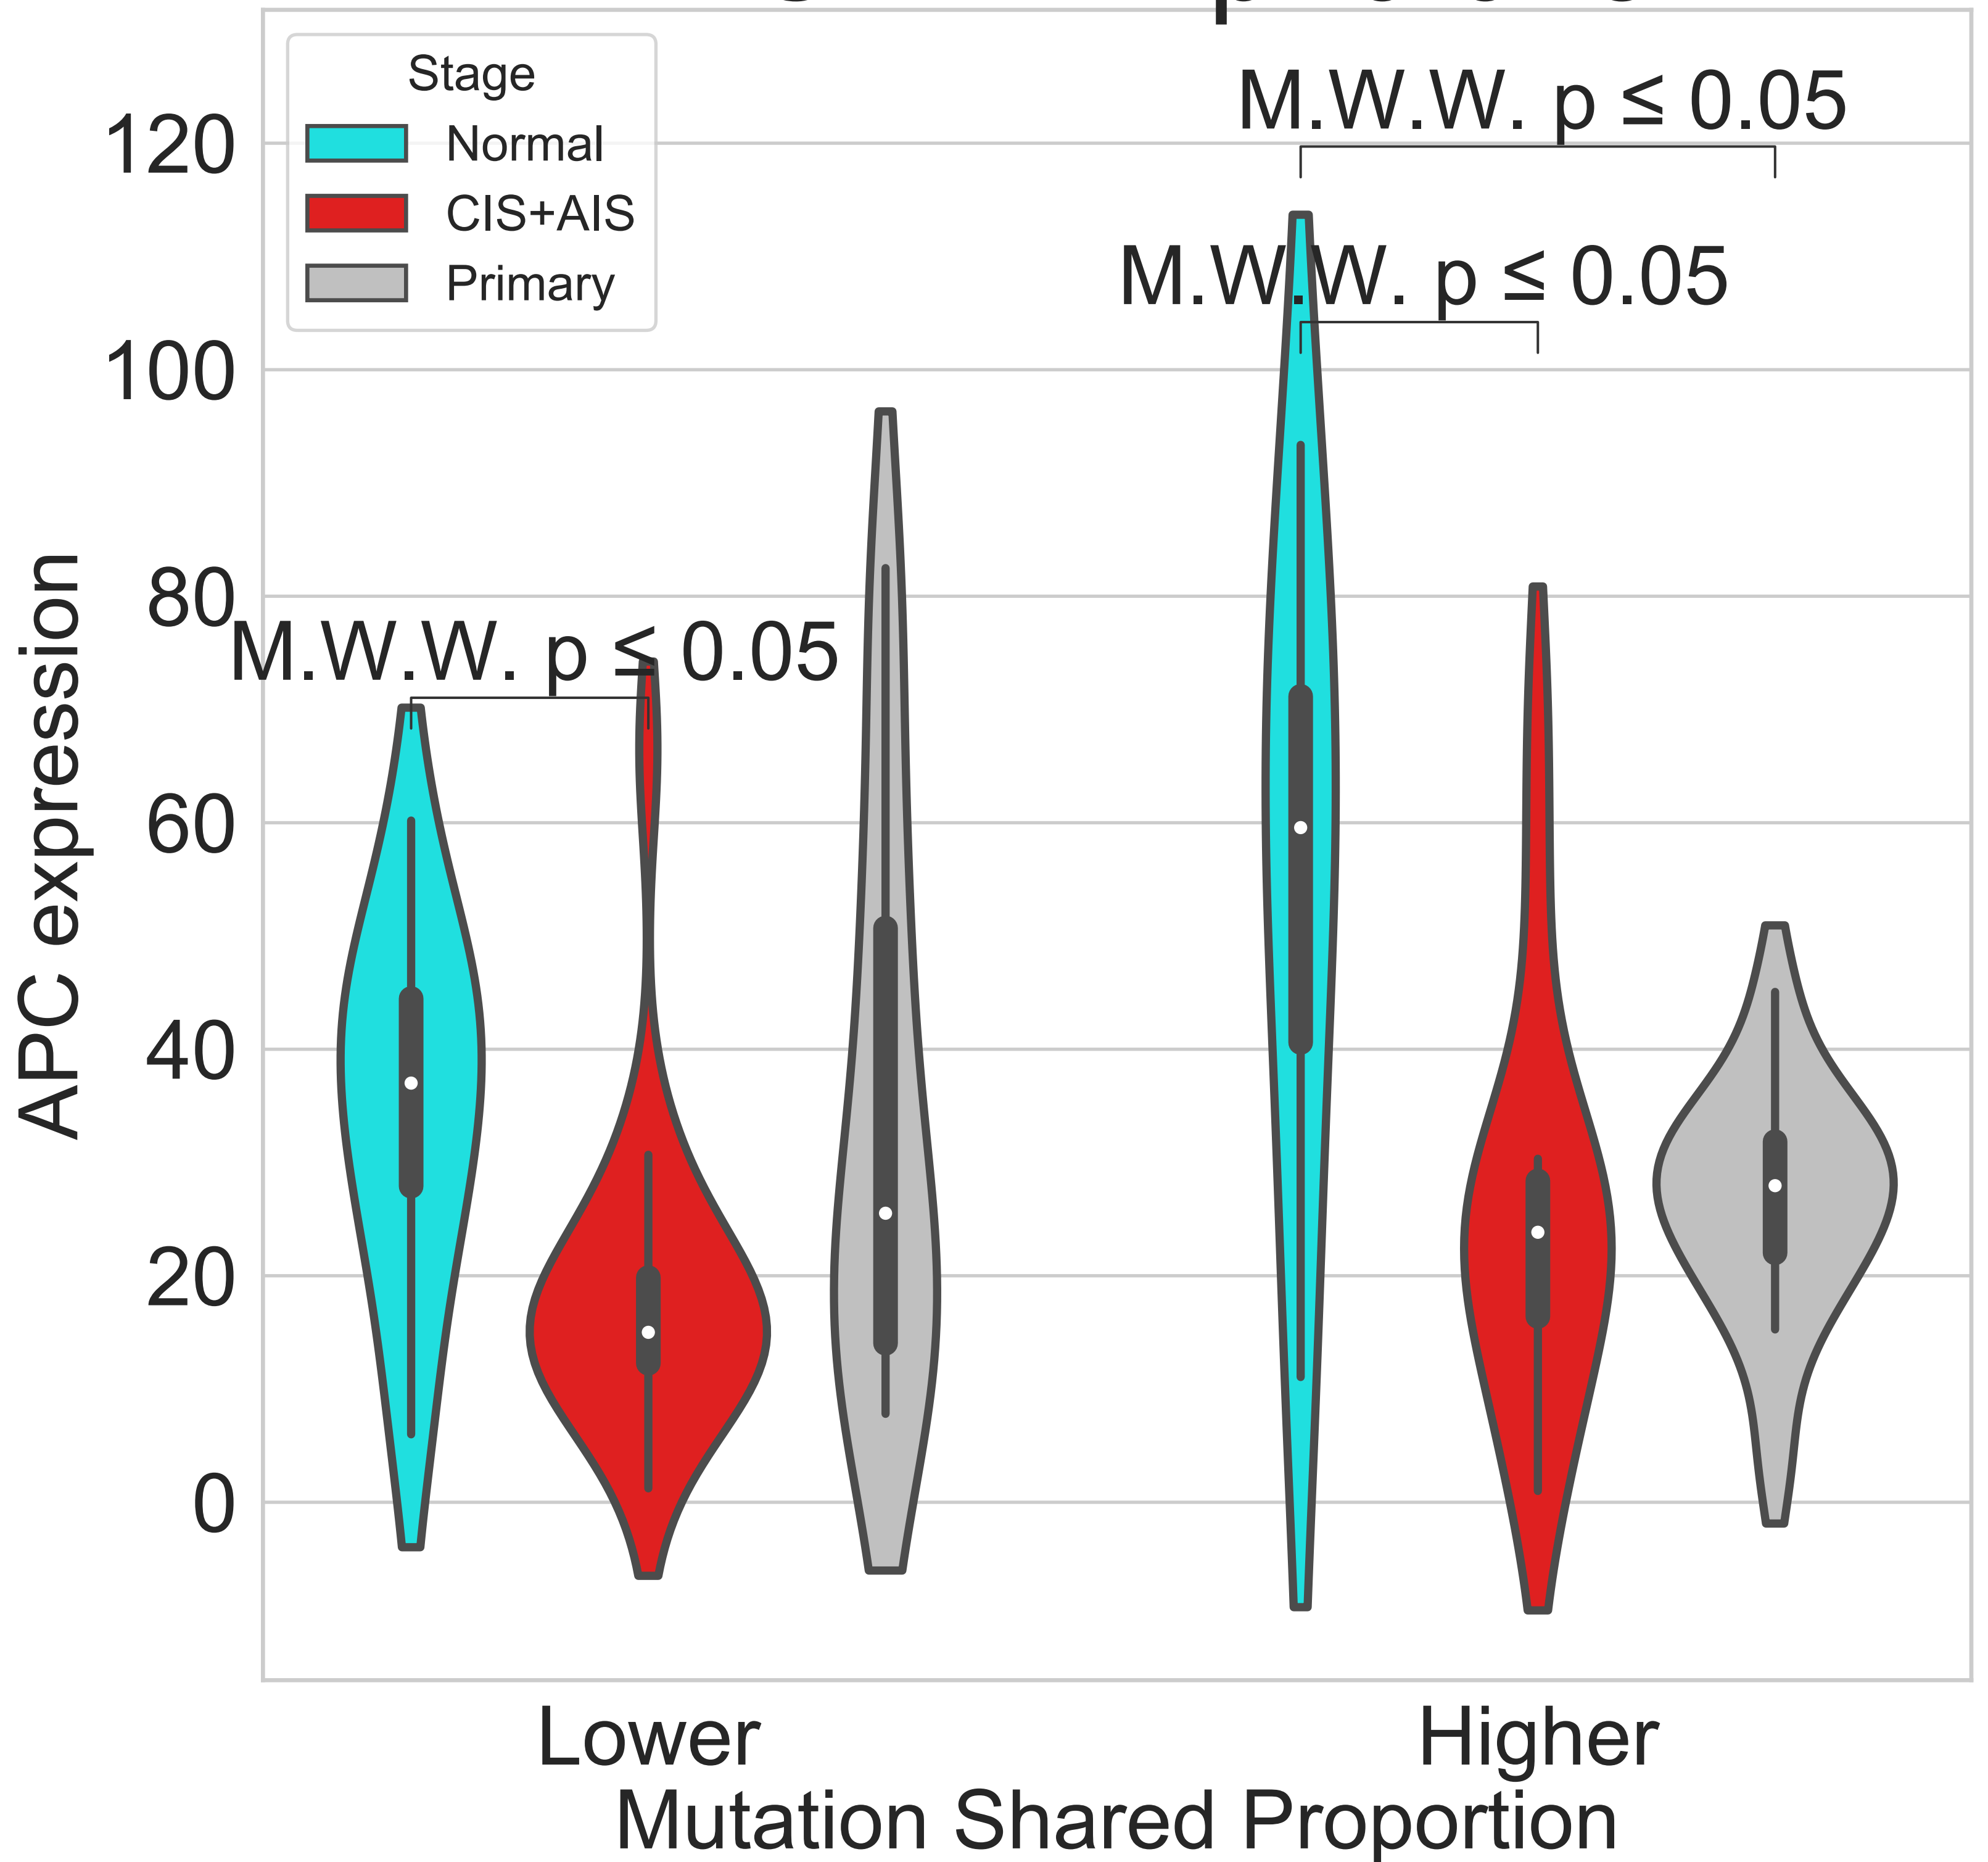 Stage
Normal
CIS+AIS
Primary
M.W.W. p ≤ 0.05
M.W.W. p ≤ 0.05
M.W.W. p ≤ 0.05
120
100
80
60
40
20
0
APC expression
Lower
Higher
Mutation Shared Proportion